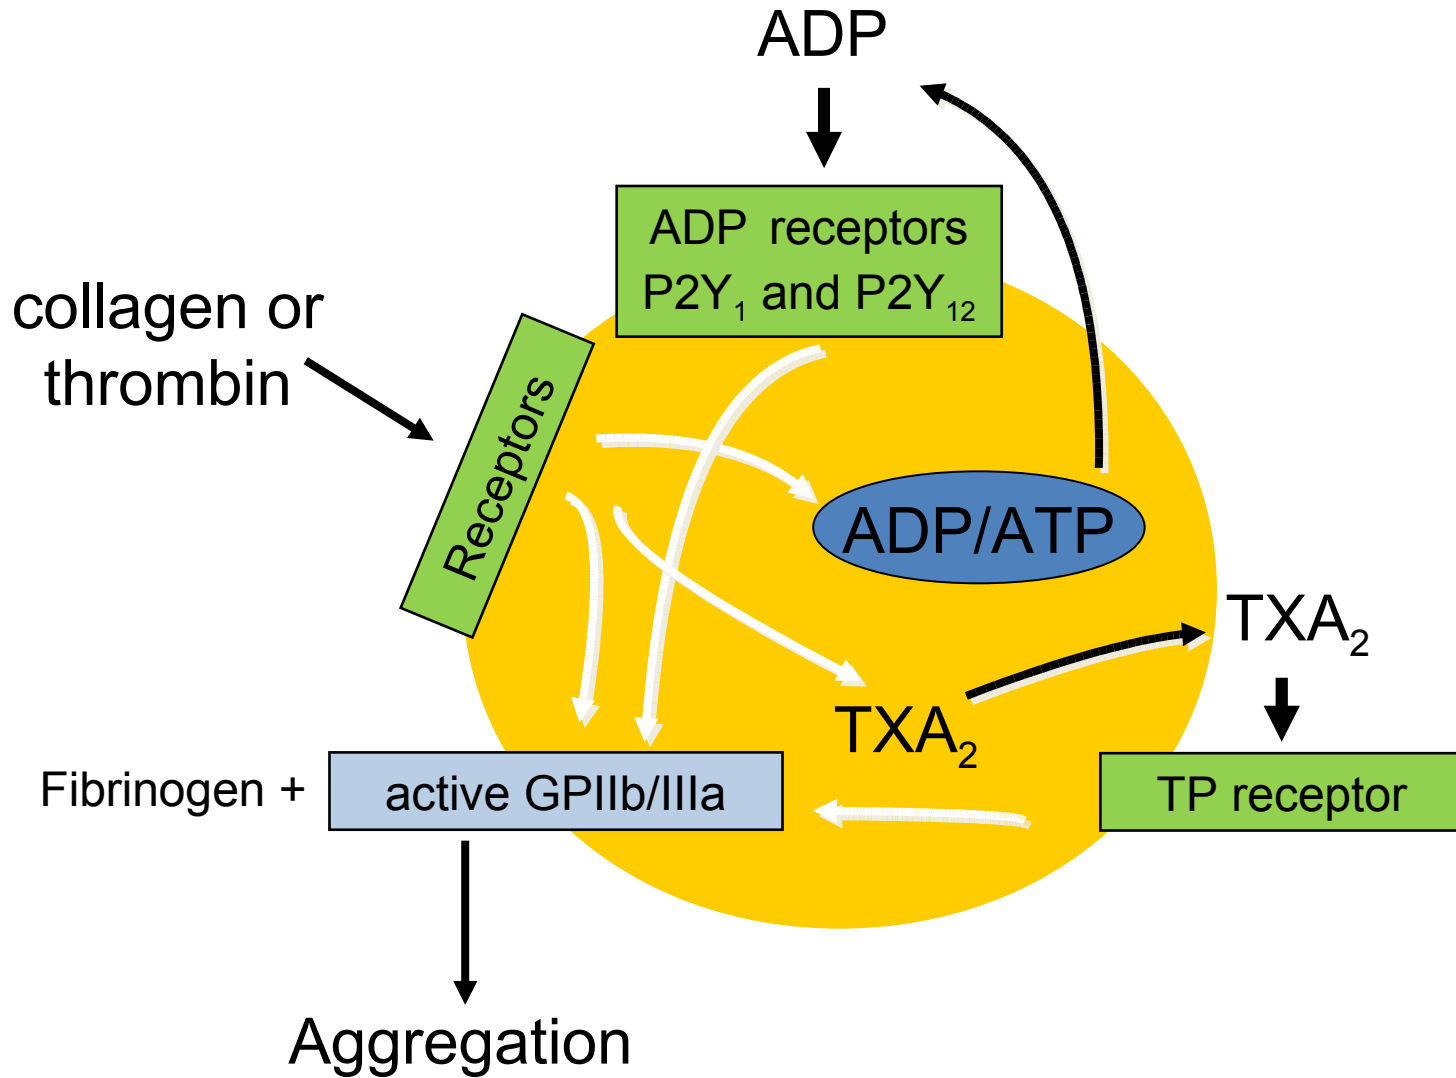 ADP
ADP receptors
P2Y₁ and P2Y₁₂
collagen or
thrombin
Receptors
ADP/ATP
TXA₂
TXA₂
Fibrinogen +
active GPIIb/IIIa
TP receptor
Aggregation